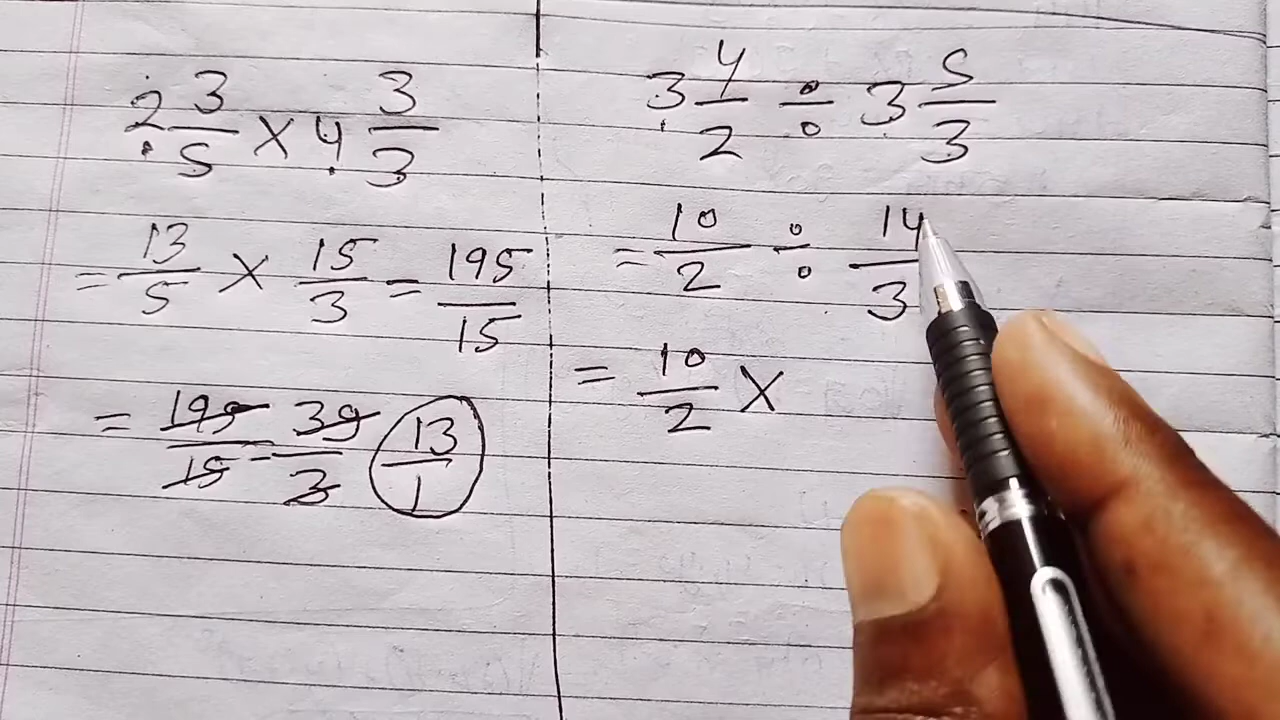 2 3/5 X 4 3/3
= 13/5 X 15/3 = 195/15
= 195/15 = 39/3 13/1
3 4/2 ÷ 3 5/3
= 10/2 ÷ 14/3
= 10/2 X